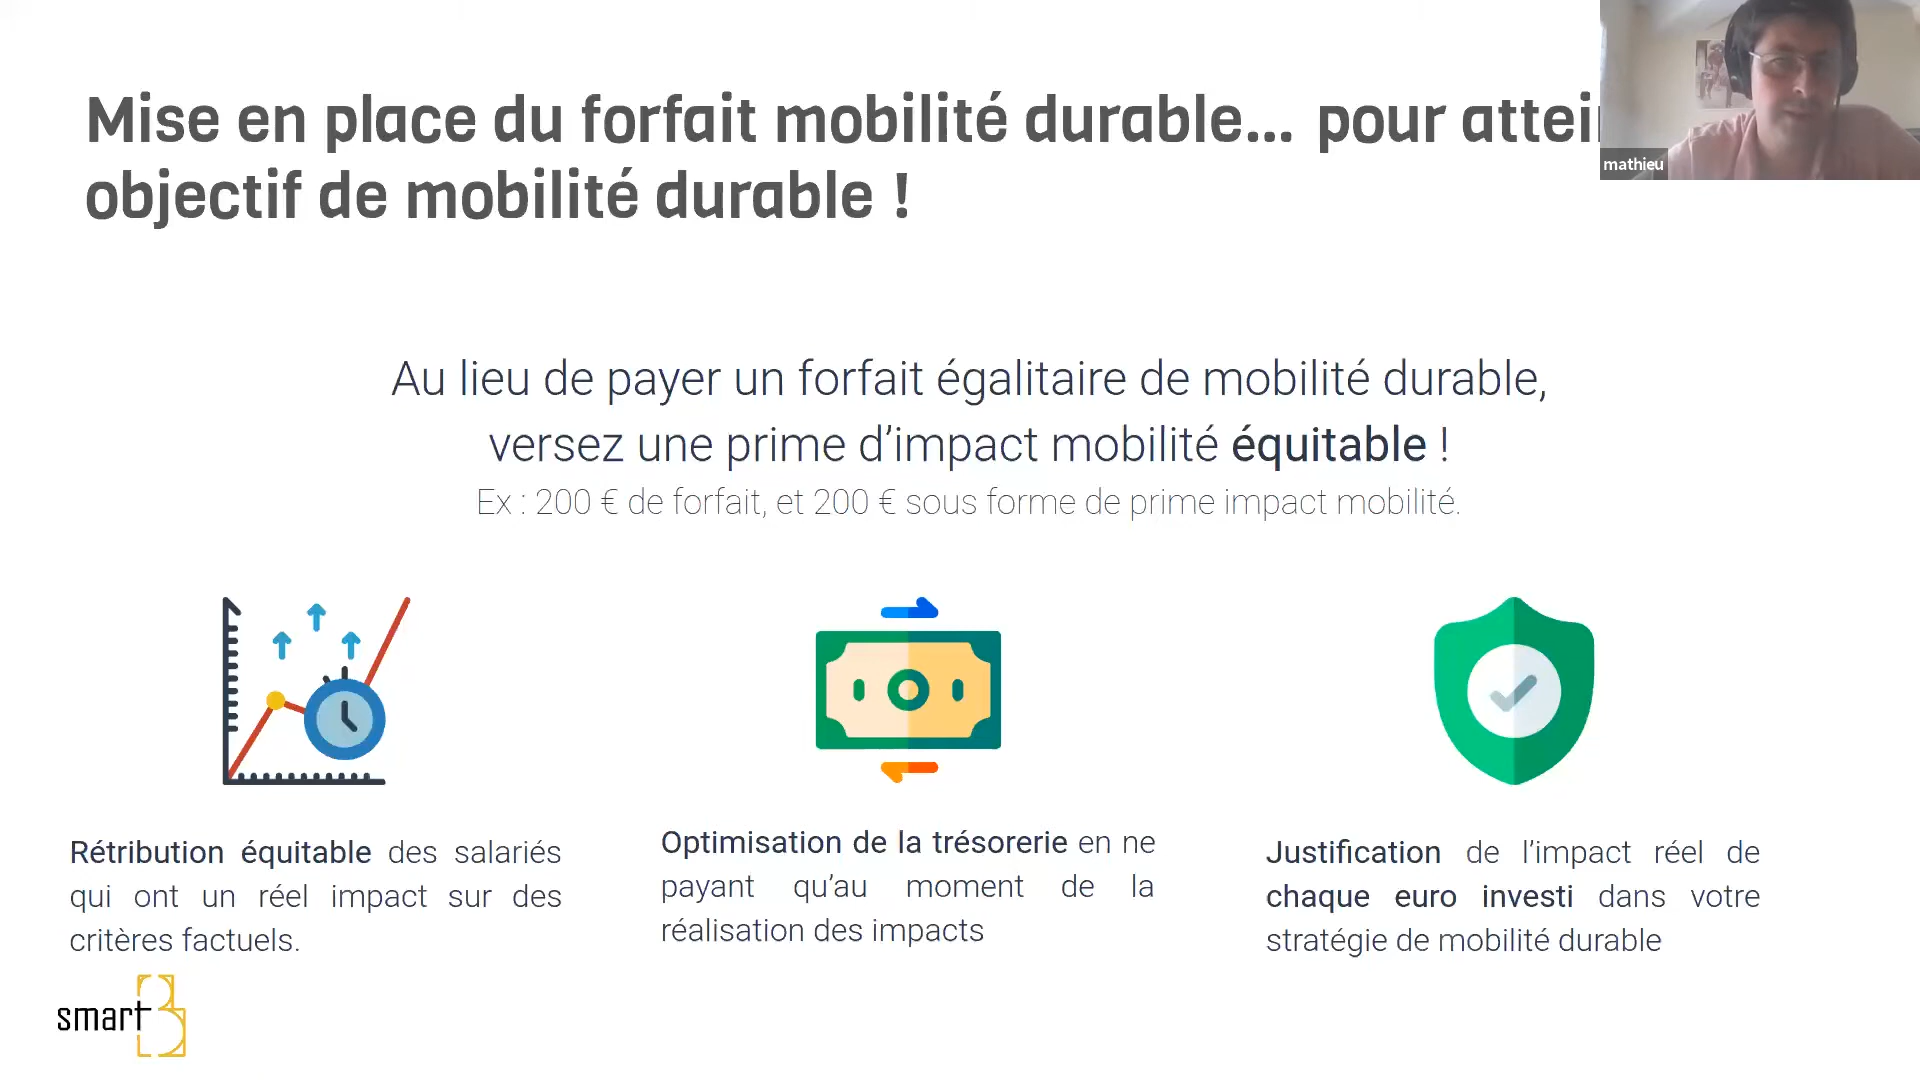 Mise en place du forfait mobilité durable... pour
objectif de mobilité durable !
mathieu
Au lieu de payer un forfait égalitaire de mobilité durable,
versez une prime d’impact mobilité équitable !
Ex : 200 € de forfait, et 200 € sous forme de prime impact mobilité.
Rétribution équitable des salariés
qui ont un réel impact sur des
critères factuels.
Optimisation de la trésorerie en ne
payant qu’au moment de la
réalisation des impacts
Justification de l’impact réel de
chaque euro investi dans votre
stratégie de mobilité durable
smart B